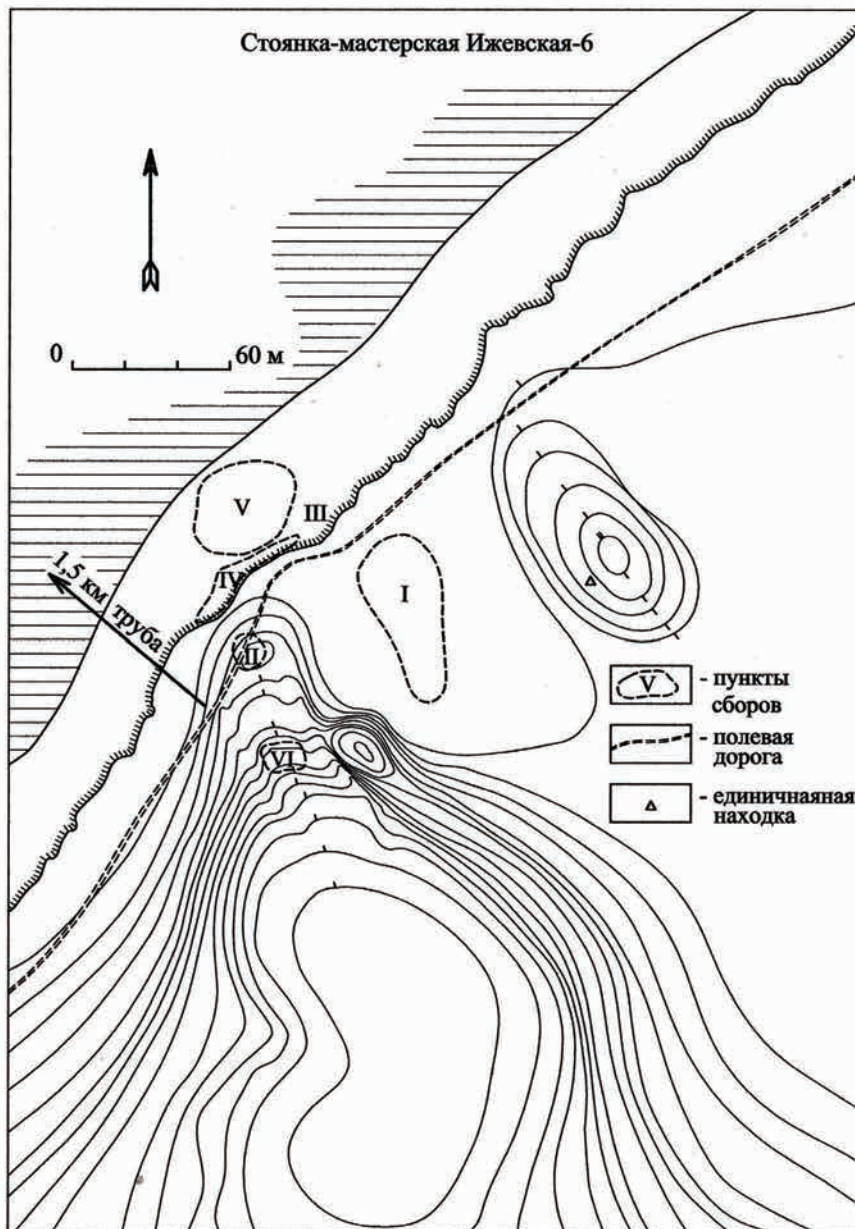 Стоянка-мастерская Ижевская-6
0 60 м
V
III
IV
I
1,5 км труба
II
VI
V - пункты
сборов
- полевая
дорога
- единичнаяная
находка